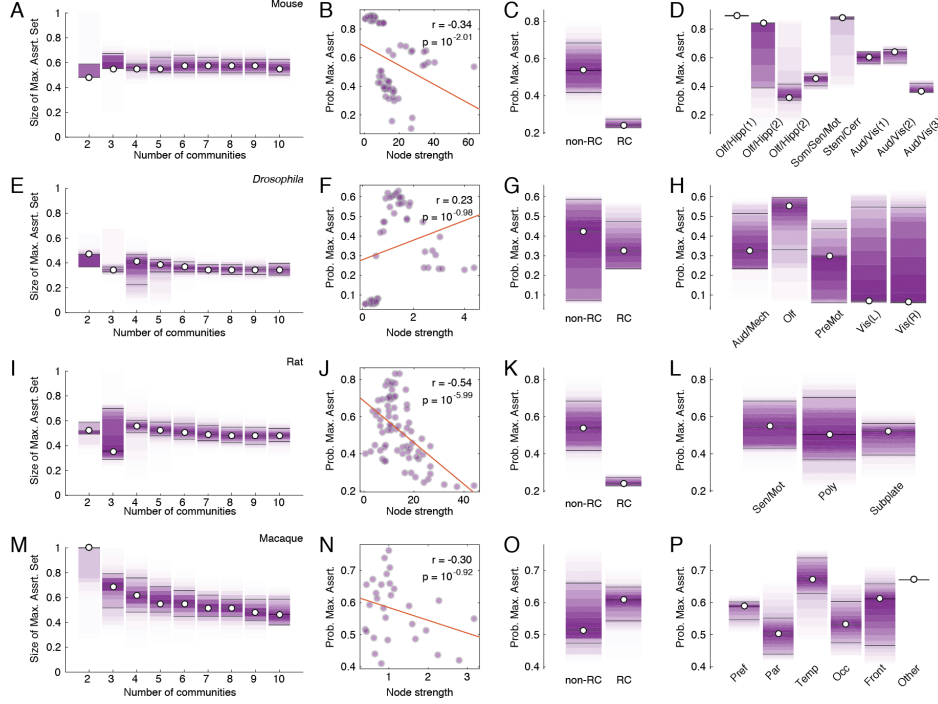 A
Mouse
Size of Max. Assrt. Set
1
0.8
0.6
0.4
0.2
0
2 3 4 5 6 7 8 9 10
Number of communities
B
Prob. Max. Assrt.
0.8
0.6
0.4
0.2
r = -0.34
p = 10^-2.01
0 20 40 60
Node strength
C
Prob. Max. Assrt.
0.8
0.6
0.4
0.2
non-RC RC
D
Prob. Max. Assrt.
0.8
0.6
0.4
0.2
0
Olf/Hipp(1)
Olf/Hipp(2)
Olf/Hipp(2)
Som/Sen/Mot
Stem/Cerr
Aud/Vis(1)
Aud/Vis(2)
Aud/Vis(3)
E
Drosophila
Size of Max. Assrt. Set
1
0.8
0.6
0.4
0.2
0
2 3 4 5 6 7 8 9 10
Number of communities
F
Prob. Max. Assrt.
0.6
0.5
0.4
0.3
0.2
0.1
r = 0.23
p = 10^-0.98
0 2 4
Node strength
G
Prob. Max. Assrt.
0.6
0.5
0.4
0.3
0.2
0.1
non-RC RC
H
Prob. Max. Assrt.
0.6
0.5
0.4
0.3
0.2
0.1
Aud/Mech
Olf
PreMot
Vis(L)
Vis(R)
I
Rat
Size of Max. Assrt. Set
1
0.8
0.6
0.4
0.2
0
2 3 4 5 6 7 8 9 10
Number of communities
J
Prob. Max. Assrt.
0.8
0.6
0.4
0.2
r = -0.54
p = 10^-5.99
0 20 40
Node strength
K
Prob. Max. Assrt.
0.8
0.6
0.4
0.2
non-RC RC
L
Prob. Max. Assrt.
0.8
0.6
0.4
0.2
Sen/Mot
Poly
Subplate
M
Macaque
Size of Max. Assrt. Set
1
0.8
0.6
0.4
0.2
0
2 3 4 5 6 7 8 9 10
Number of communities
N
Prob. Max. Assrt.
0.7
0.6
0.5
0.4
r = -0.30
p = 10^-0.92
1 2 3
Node strength
O
Prob. Max. Assrt.
0.7
0.6
0.5
0.4
non-RC RC
P
Prob. Max. Assrt.
0.7
0.6
0.5
0.4
Pref
Par
Temp
Occ
Front
Other